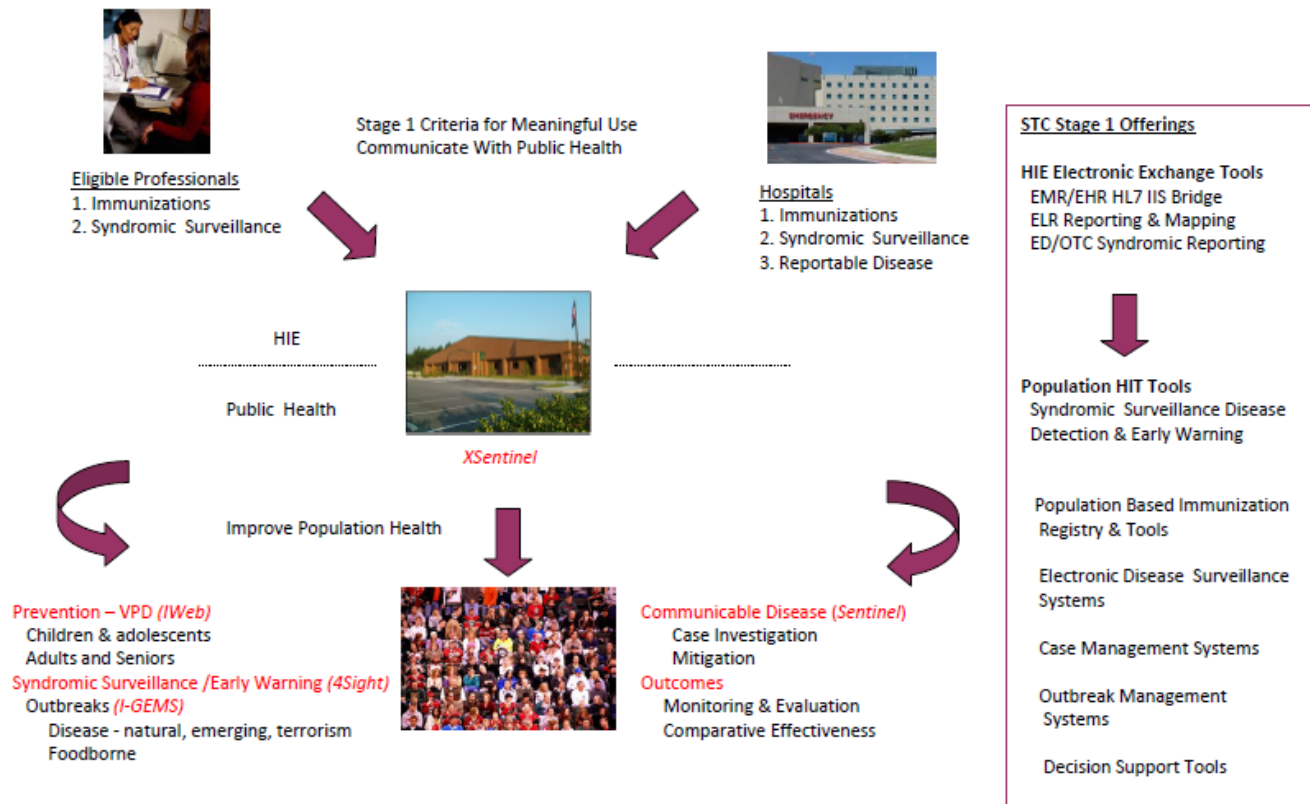 Stage 1 Criteria for Meaningful Use
Communicate With Public Health
Eligible Professionals
1. Immunizations
2. Syndromic Surveillance
EMERGENCY
Hospitals
1. Immunizations
2. Syndromic Surveillance
3. Reportable Disease
HIE
Public Health
XSentinel
Improve Population Health
Prevention – VPD (IWeb)
Children & adolescents
Adults and Seniors
Syndromic Surveillance /Early Warning (4Sight)
Outbreaks (I-GEMS)
Disease - natural, emerging, terrorism
Foodborne
Communicable Disease (Sentinel)
Case Investigation
Mitigation
Outcomes
Monitoring & Evaluation
Comparative Effectiveness
STC Stage 1 Offerings
HIE Electronic Exchange Tools
EMR/EHR HL7 IIS Bridge
ELR Reporting & Mapping
ED/OTC Syndromic Reporting
Population HIT Tools
Syndromic Surveillance Disease
Detection & Early Warning
Population Based Immunization
Registry & Tools
Electronic Disease Surveillance
Systems
Case Management Systems
Outbreak Management
Systems
Decision Support Tools